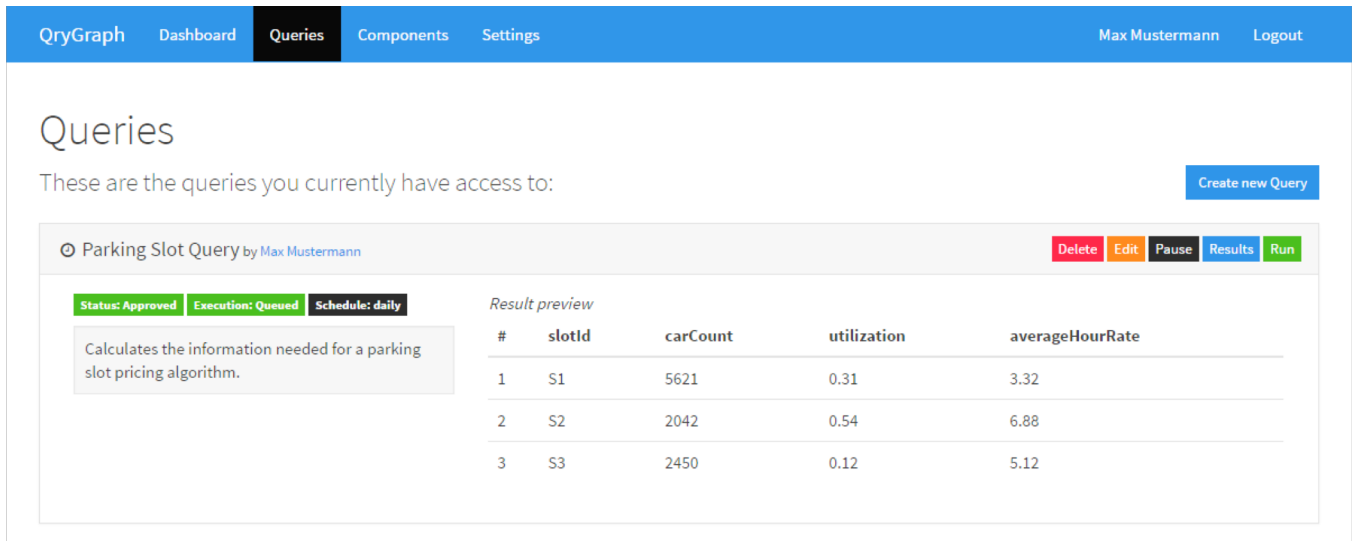 QryGraph Dashboard Queries Components Settings Max Mustermann Logout
Queries
These are the queries you currently have access to:
Create new Query
Parking Slot Query by Max Mustermann
Delete Edit Pause Results Run
Status: Approved Execution: Queued Schedule: daily
Calculates the information needed for a parking
slot pricing algorithm.
Result preview
# slotId carCount utilization averageHourRate
1 S1 5621 0.31 3.32
2 S2 2042 0.54 6.88
3 S3 2450 0.12 5.12